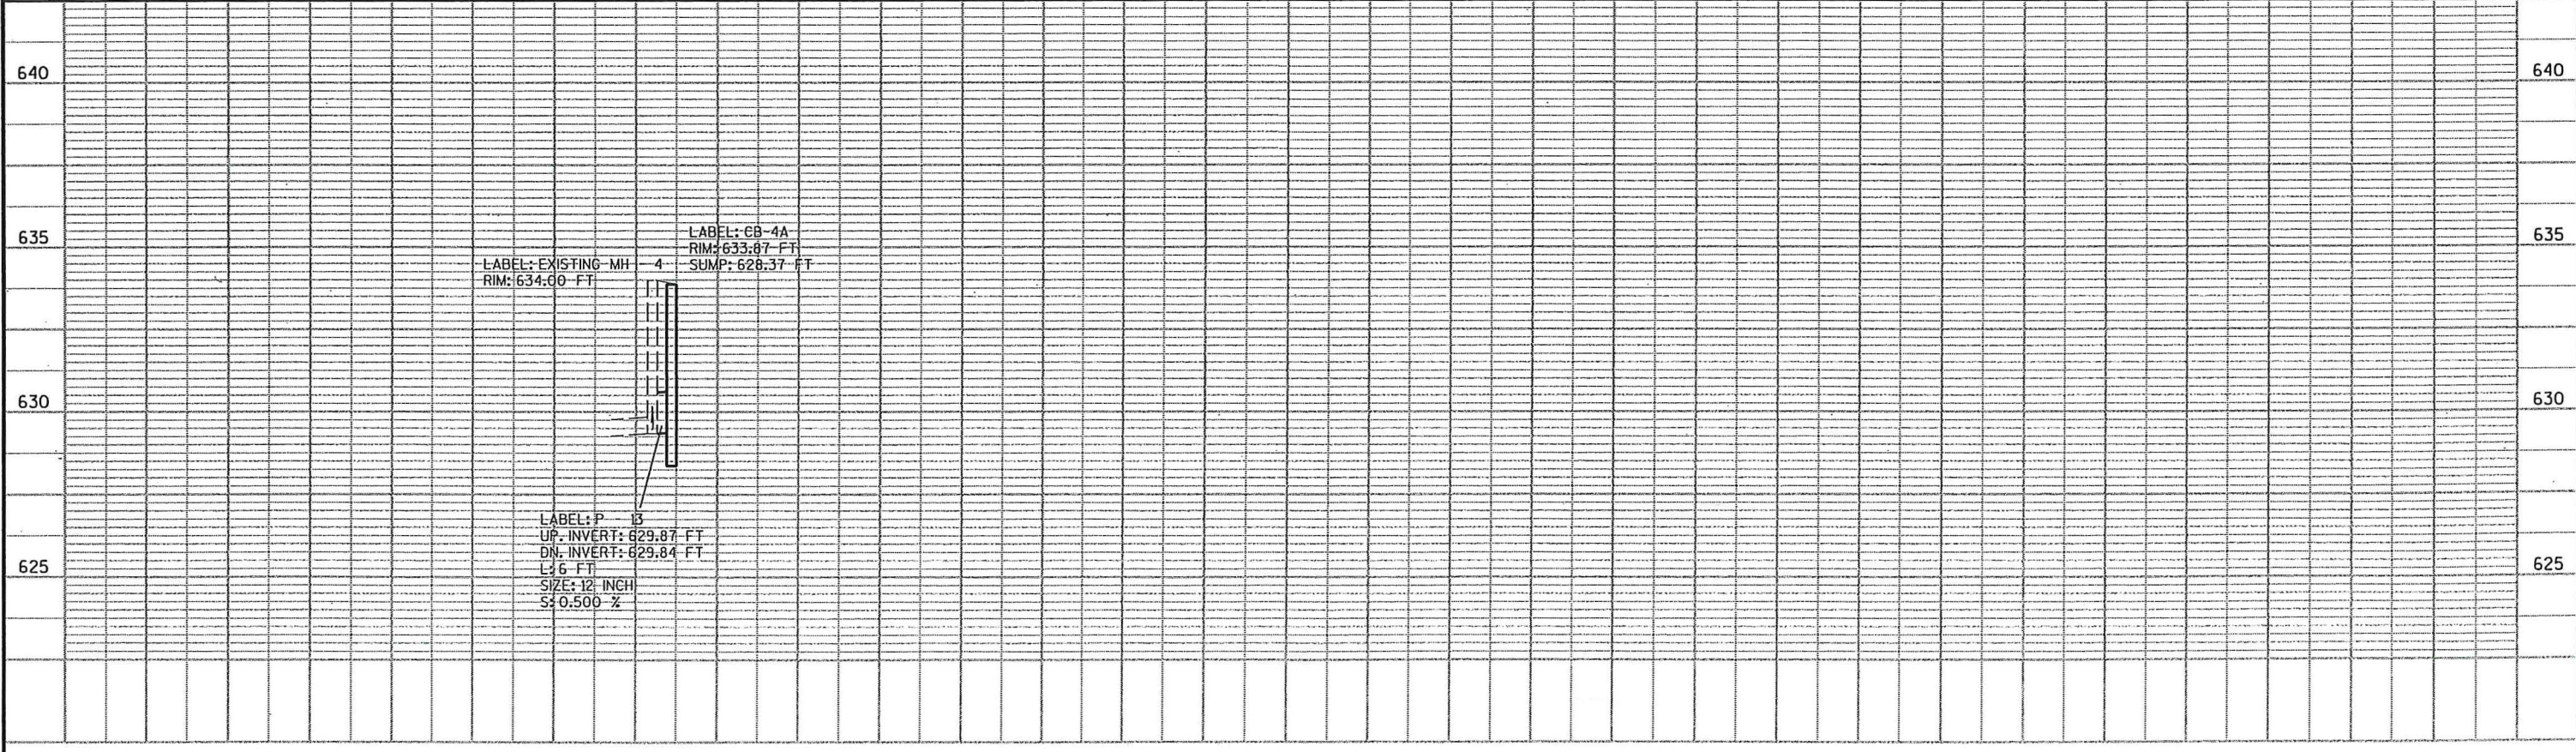 640
640
635
635
LABEL: CB-4A
RIM: 633.87 FT
SUMP: 628.37 FT
LABEL: EXISTING MH - 4
RIM: 634.00 FT
630
630
LABEL: P 13
UP. INVERT: 629.87 FT
DN. INVERT: 629.84 FT
L: 6 FT
SIZE: 12 INCH
S: 0.500 %
625
625